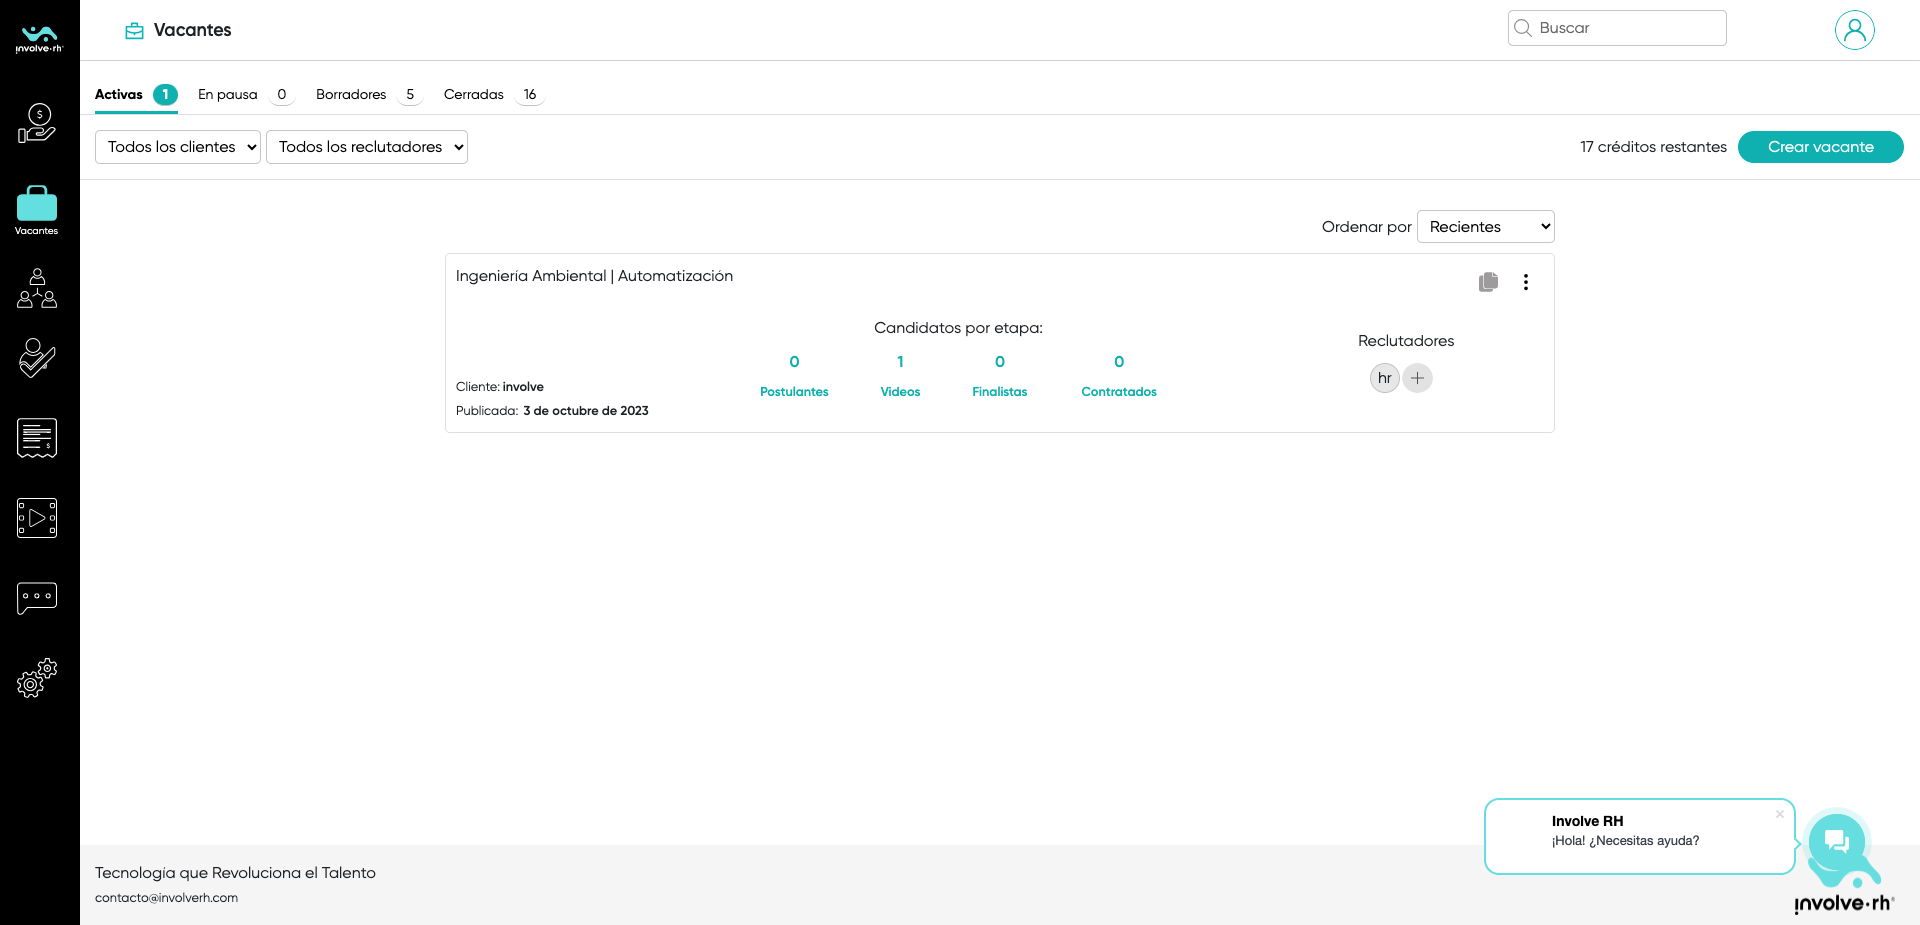 involve·rh
Vacantes
Buscar
Activas 1 En pausa 0 Borradores 5 Cerradas 16
Todos los clientes Todos los reclutadores 17 créditos restantes Crear vacante
Vacantes
Ordenar por Recientes
Ingeniería Ambiental | Automatización
Candidatos por etapa:
Reclutadores
0 1 0 0
hr
Cliente: involve
Postulantes Videos Finalistas Contratados
Publicada: 3 de octubre de 2023
Involve RH
¡Hola! ¿Necesitas ayuda?
Tecnología que Revoluciona el Talento
contacto@involverh.com
involve·rh®